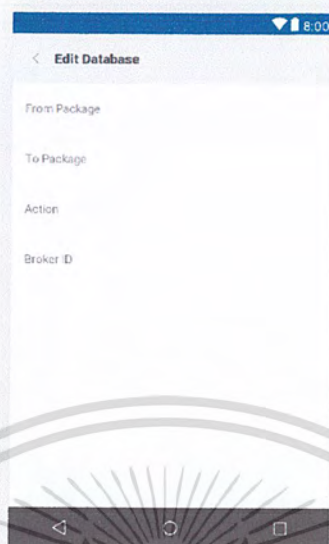 8:00
Edit Database
From Package
To Package
Action
Broker ID